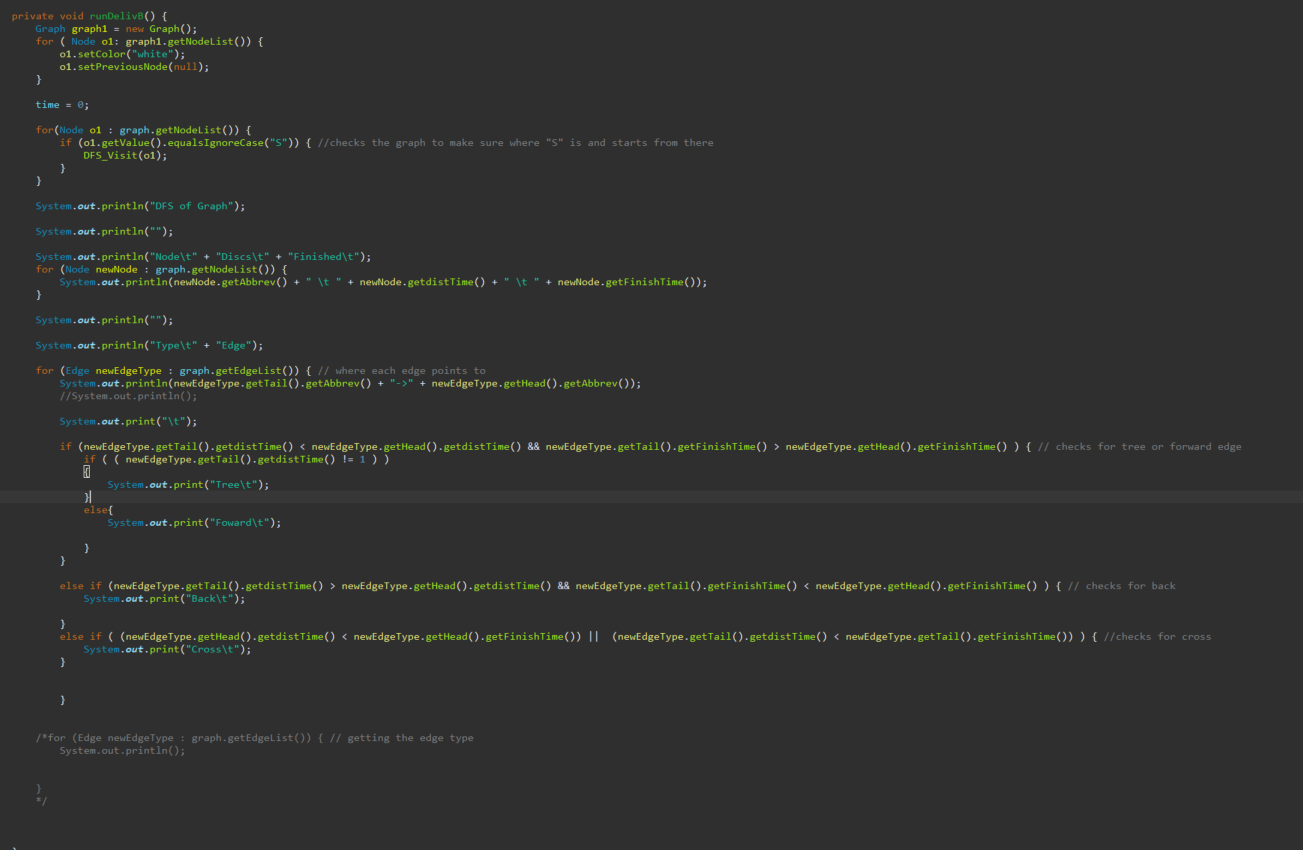 private void runDelivB() {
Graph graph1 = new Graph();
for ( Node o1: graph1.getNodeList()) {
o1.setColor("white");
o1.setPreviousNode(null);
}
time = 0;
for(Node o1 : graph.getNodeList()) {
if (o1.getValue().equalsIgnoreCase("S")) { //checks the graph to make sure where "S" is and starts from there
DFS_Visit(o1);
}
}
System.out.println("DFS of Graph");
System.out.println("");
System.out.println("Node\t" + "Discs\t" + "Finished\t");
for (Node newNode : graph.getNodeList()) {
System.out.println(newNode.getAbbrev() + " \t " + newNode.getdistTime() + " \t " + newNode.getFinishTime());
}
System.out.println("");
System.out.println("Type\t" + "Edge");
for (Edge newEdgeType : graph.getEdgeList()) { // where each edge points to
System.out.println(newEdgeType.getTail().getAbbrev() + "->" + newEdgeType.getHead().getAbbrev());
//System.out.println();
System.out.print("\t");
if (newEdgeType.getTail().getdistTime() < newEdgeType.getHead().getdistTime() && newEdgeType.getTail().getFinishTime() > newEdgeType.getHead().getFinishTime() ) { // checks for tree or forward edge
if ( ( newEdgeType.getTail().getdistTime() != 1 ) )
{
System.out.print("Tree\t");
}
else{
System.out.print("Foward\t");
}
}
else if (newEdgeType.getTail().getdistTime() > newEdgeType.getHead().getdistTime() && newEdgeType.getTail().getFinishTime() < newEdgeType.getHead().getFinishTime() ) { // checks for back
System.out.print("Back\t");
}
else if ( (newEdgeType.getHead().getdistTime() < newEdgeType.getHead().getFinishTime()) || (newEdgeType.getTail().getdistTime() < newEdgeType.getTail().getFinishTime()) ) { //checks for cross
System.out.print("Cross\t");
}
}
/*for (Edge newEdgeType : graph.getEdgeList()) { // getting the edge type
System.out.println();
}
*/